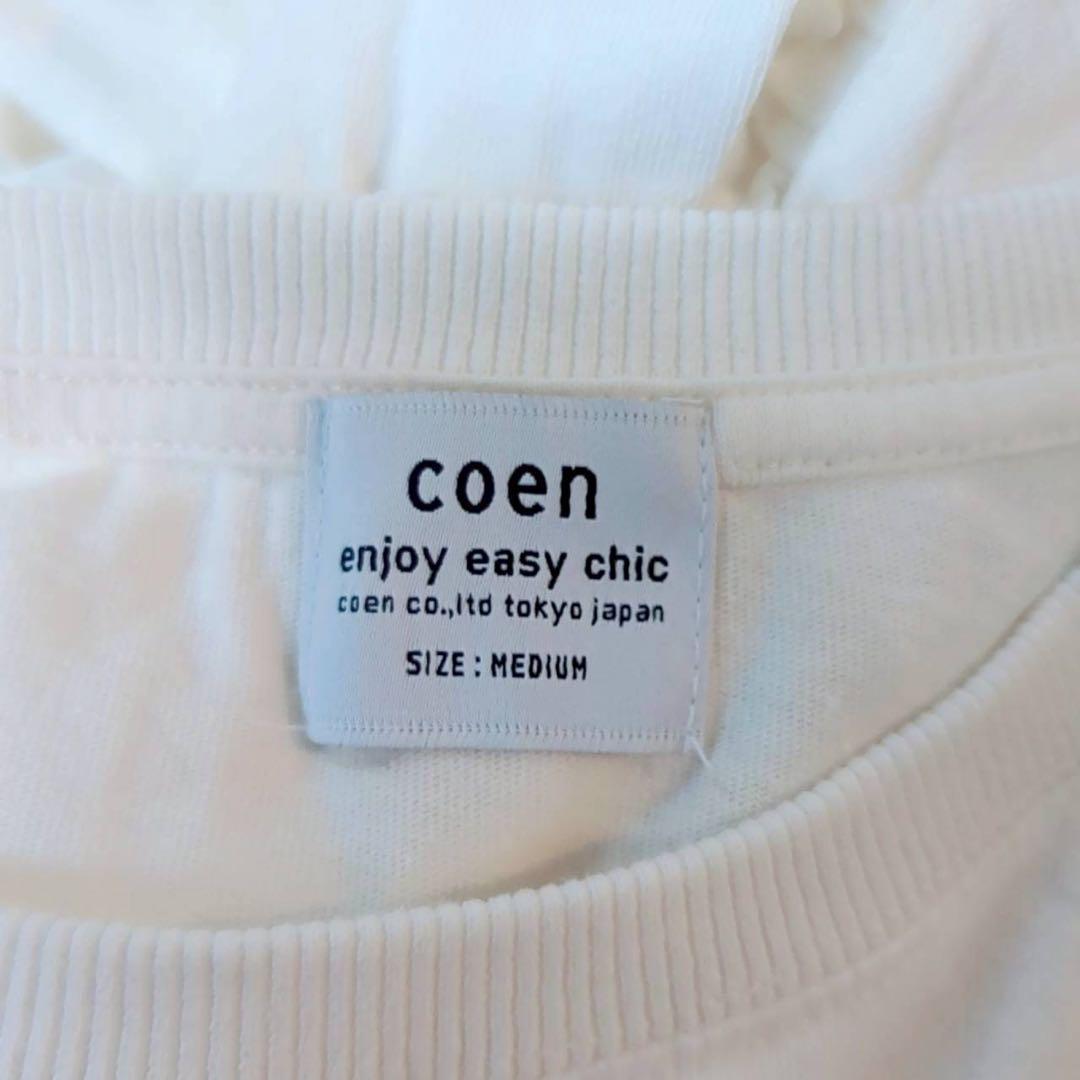 coen
enjoy easy chic
coen co.,ltd tokyo japan
SIZE : MEDIUM